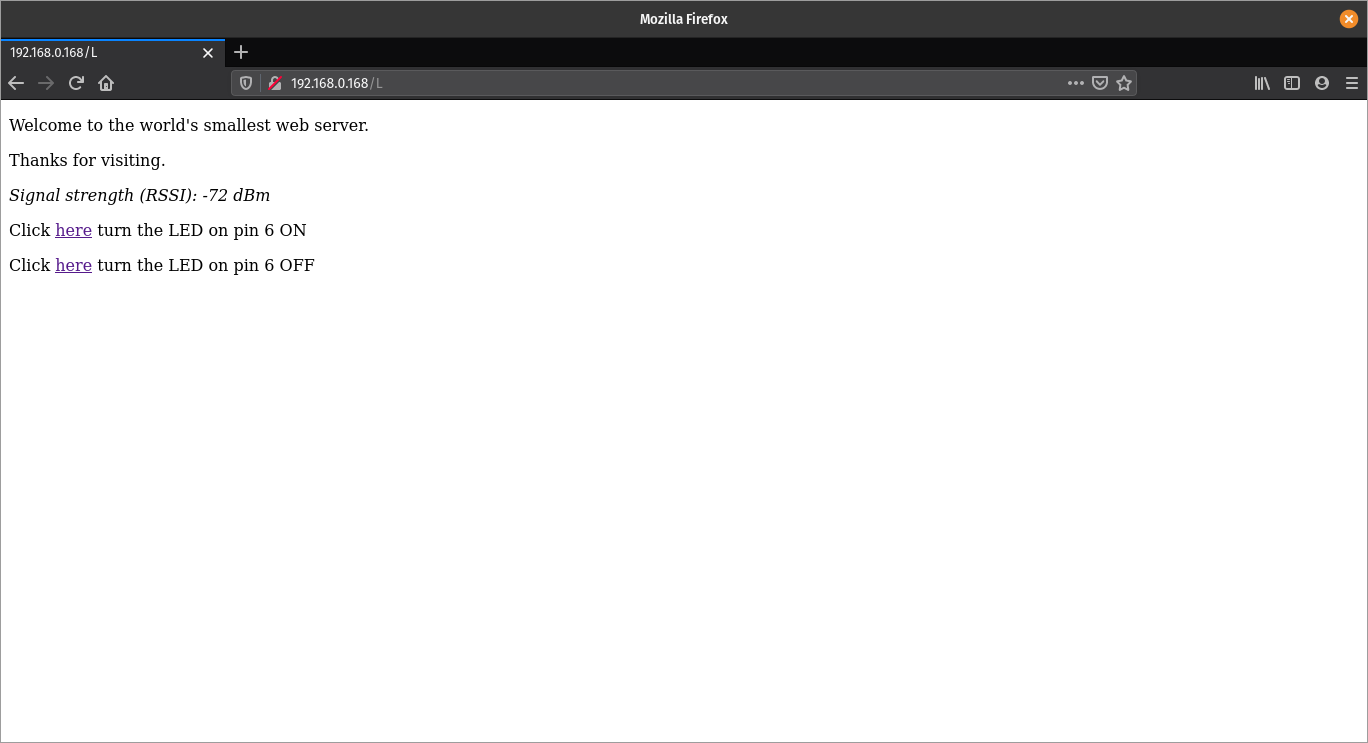 Mozilla Firefox
192.168.0.168/L
192.168.0.168/L
Welcome to the world's smallest web server.
Thanks for visiting.
Signal strength (RSSI): -72 dBm
Click here turn the LED on pin 6 ON
Click here turn the LED on pin 6 OFF